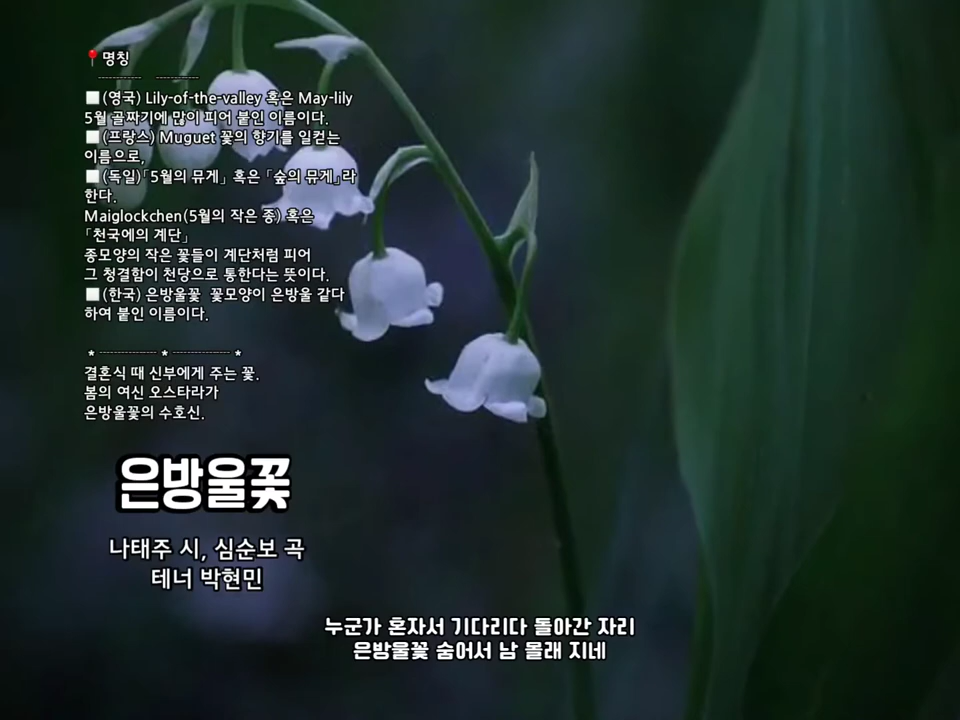 📍명칭
------------ ------------
⬜(영국) Lily-of-the-valley 혹은 May-lily
5월 골짜기에 많이 피어 붙인 이름이다.
⬜(프랑스) Muguet 꽃의 향기를 일컫는
이름으로,
⬜(독일)「5월의 뮤게」 혹은 「숲의 뮤게」라
한다.
Maiglockchen(5월의 작은 종) 혹은
「천국에의 계단」
종모양의 작은 꽃들이 계단처럼 피어
그 청결함이 천당으로 통한다는 뜻이다.
⬜(한국) 은방울꽃 꽃모양이 은방울 같다
하여 붙인 이름이다.
* ---------------- * ---------------- *
결혼식 때 신부에게 주는 꽃.
봄의 여신 오스타라가
은방울꽃의 수호신.
은방울꽃
나태주 시, 심순보 곡
테너 박현민
누군가 혼자서 기다리다 돌아간 자리
은방울꽃 숨어서 남 몰래 지네